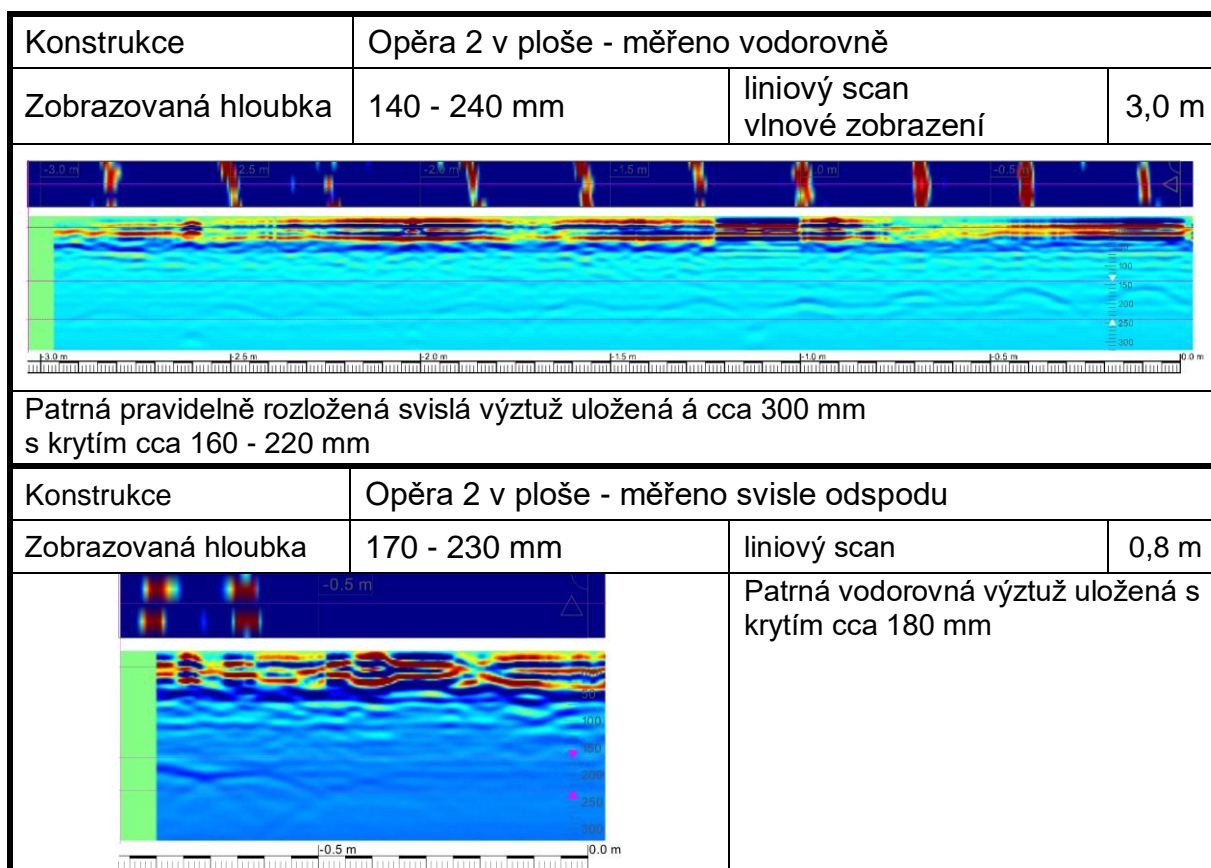 Konstrukce Opěra 2 v ploše - měřeno vodorovně
Zobrazovaná hloubka 140 - 240 mm liniový scan 3,0 m
vlnové zobrazení
-3.0 m -2.5 m -2.0 m -1.5 m -1.0 m -0.5 m
50
100
150
200
250
300
-3.0 m -2.5 m -2.0 m -1.5 m -1.0 m -0.5 m 0.0 m
Patrná pravidelně rozložená svislá výztuž uložená á cca 300 mm
s krytím cca 160 - 220 mm
Konstrukce Opěra 2 v ploše - měřeno svisle odspodu
Zobrazovaná hloubka 170 - 230 mm liniový scan 0,8 m
-0.5 m
50
100
150
200
250
300
-0.5 m 0.0 m
Patrná vodorovná výztuž uložená s
krytím cca 180 mm